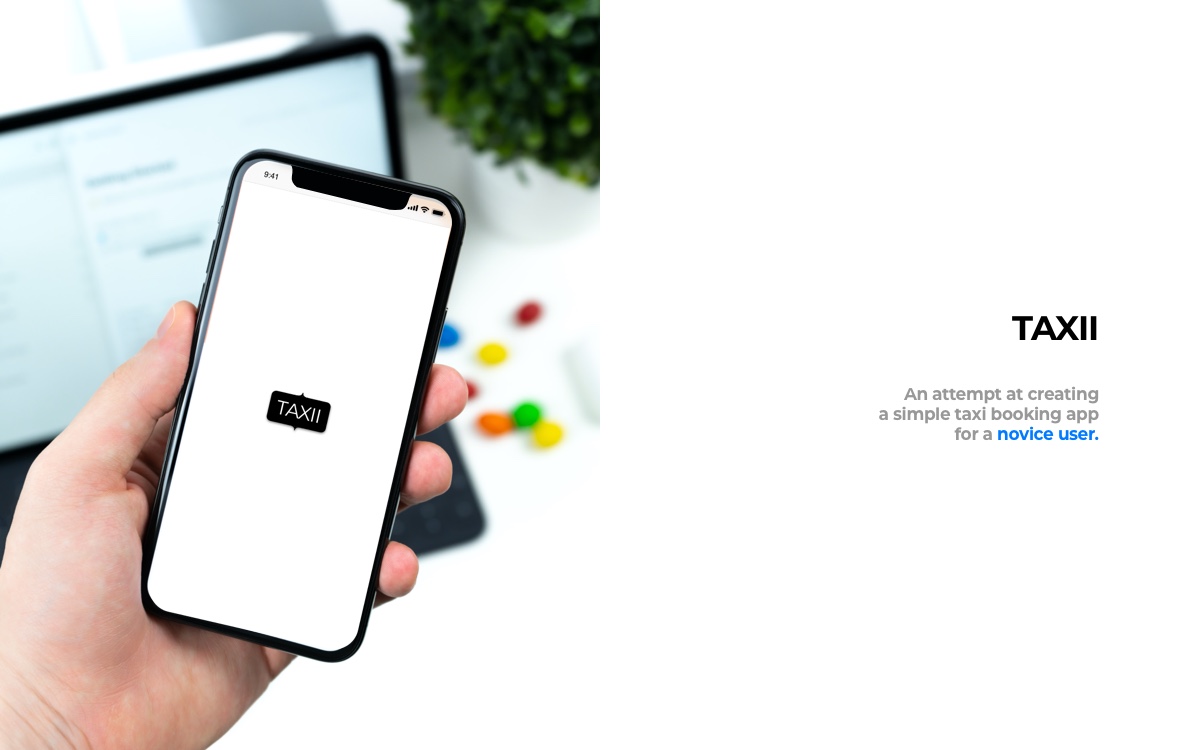 9:41
TAXII
TAXII
An attempt at creating
a simple taxi booking app
for a novice user.